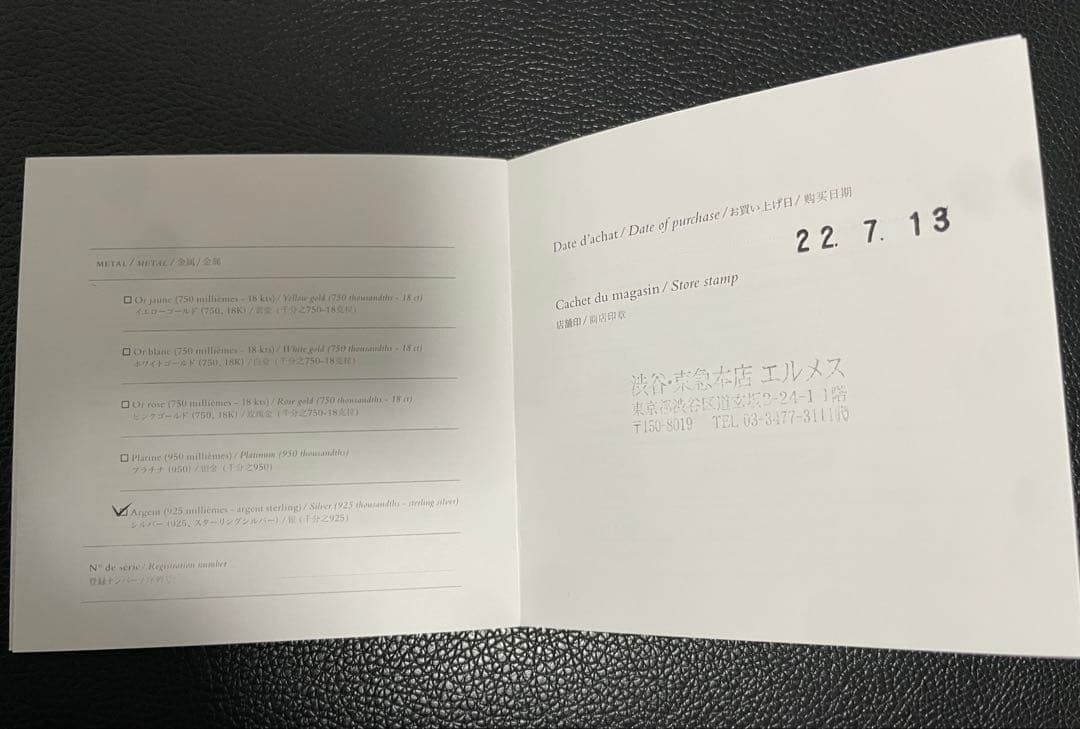 METAL / METAL / 金属 / 金属
Or jaune (750 millièmes - 18 kts) / Yellow gold (750 thousandths - 18 ct)
イエローゴールド (750, 18K) / 黄金 (千分之750-18克拉)
Or blanc (750 millièmes - 18 kts) / White gold (750 thousandths - 18 ct)
ホワイトゴールド (750, 18K) / 白金 (千分之750-18克拉)
Or rose (750 millièmes - 18 kts) / Rose gold (750 thousandths - 18 ct)
ピンクゴールド (750, 18K) / 玫瑰金 (千分之750-18克拉)
Platine (950 millièmes) / Platinum (950 thousandths)
プラチナ (950) / 铂金 (千分之950)
Argent (925 millièmes - argent sterling) / Silver (925 thousandths - sterling silver)
シルバー (925、スターリングシルバー) / 银 (千分之925)
N° de série / Registration number
登録ナンバー /
Date d'achat / Date of purchase / お買い上げ日 / 购买日期
22. 7. 13
Cachet du magasin / Store stamp
店舗印 / 商店印章
渋谷・東急本店 エルメス
東京都渋谷区道玄坂2-24-1 1階
〒150-8019 TEL 03-3477-3111㈹